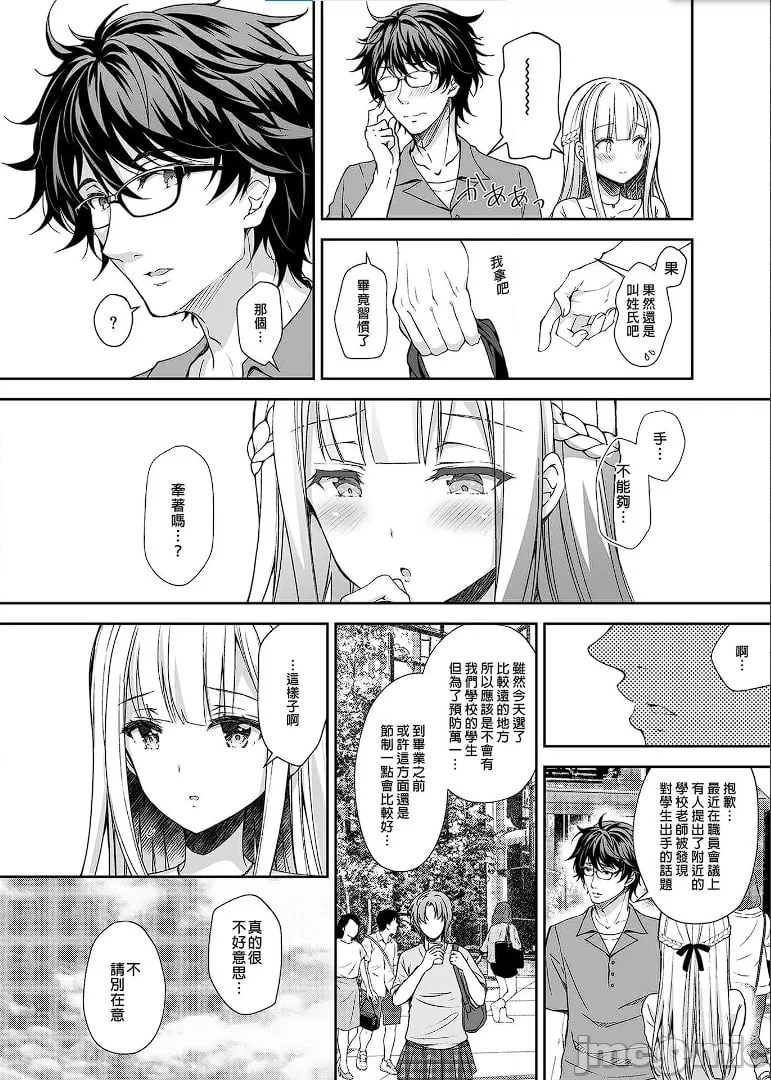 ～～～～
～～～～～
かああっ
果
果然還是
叫姓氏吧
我拿吧
畢竟習慣了
那個…
？
手…
不能夠…
牽著嗎…？
啊…
抱歉…
最近在職員會議上
有人提出了附近的
學校老師被發現
對學生出手的話題
雖然今天選了
比較遠的地方
所以應該是不會有
我們學校的學生
但為了預防萬一…
到畢業之前
或許這方面還是
節制一點會比較好…
…這樣子啊
真的很
不好意思…
不
請別在意
jmcomic.mic